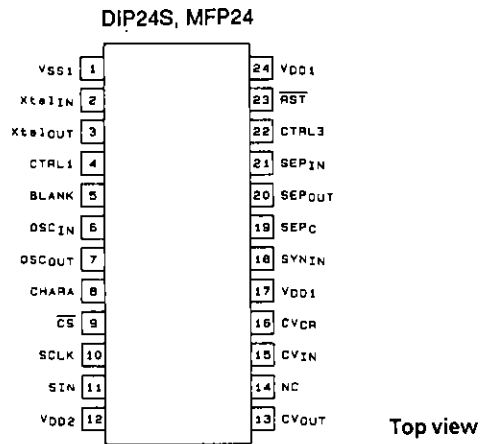 DIP24S, MFP24
VSS1 1
XtalIN 2
XtalOUT 3
CTRL1 4
BLANK 5
OSCIN 6
OSCOUT 7
CHARA 8
CS 9
SCLK 10
SIN 11
VDD2 12
24 VDD1
23 RST
22 CTRL3
21 SEPIN
20 SEPOUT
19 SEPC
18 SYNIN
17 VDD1
16 CVCR
15 CVIN
14 NC
13 CVOUT
Top view